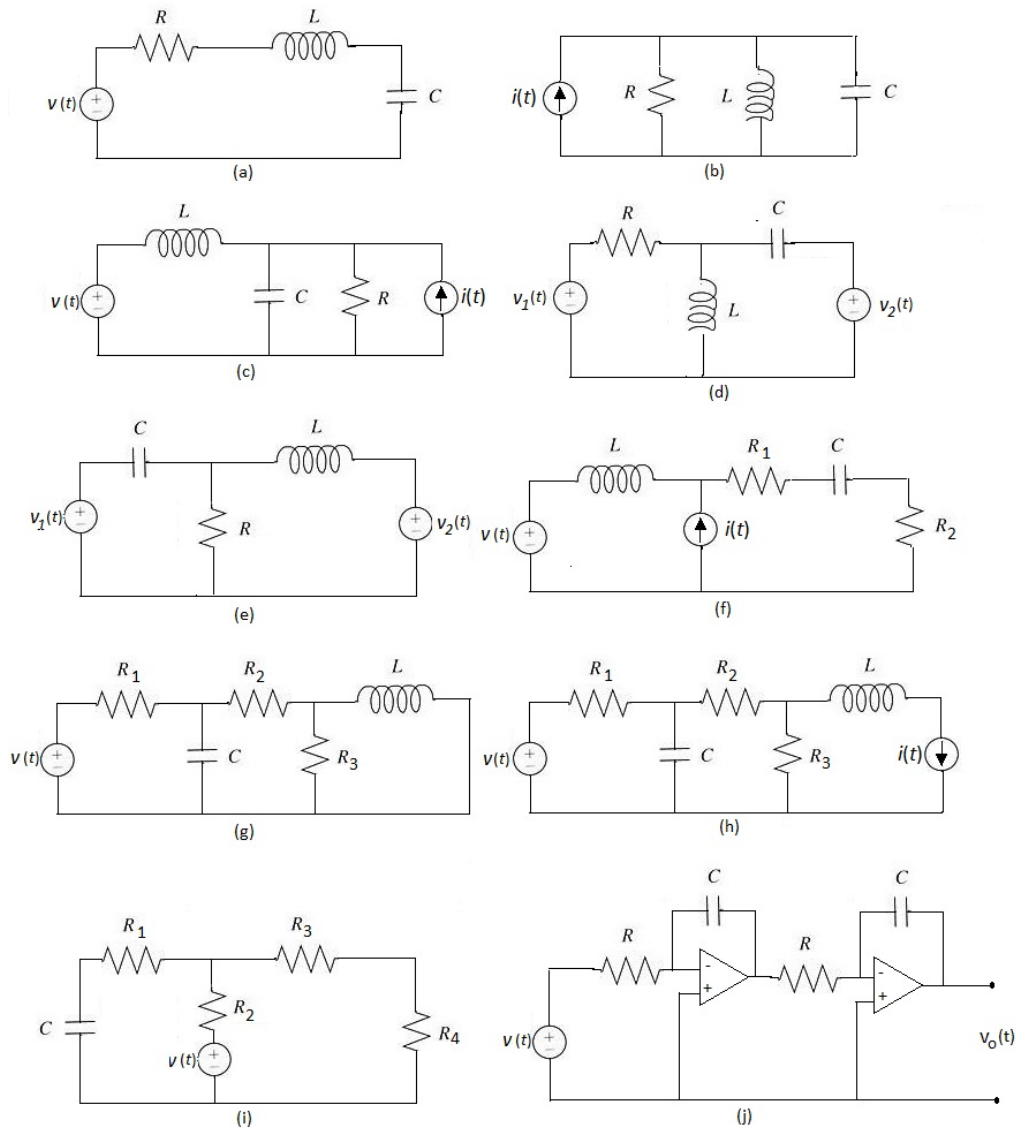 R L
v(t) + − C
(a)
i(t) R L C
(b)
L
v(t) + − C R i(t)
(c)
R C
v1(t) + − L + − v2(t)
(d)
C L
v1(t) + − R + − v2(t)
(e)
L R1 C
v(t) + − i(t) R2
(f)
R1 R2 L
v(t) + − C R3
(g)
R1 R2 L
v(t) + − C R3 i(t)
(h)
R1 R3
C R2 R4
v(t) + −
(i)
C C
R R
- -
+ +
v(t) + − vo(t)
(j)